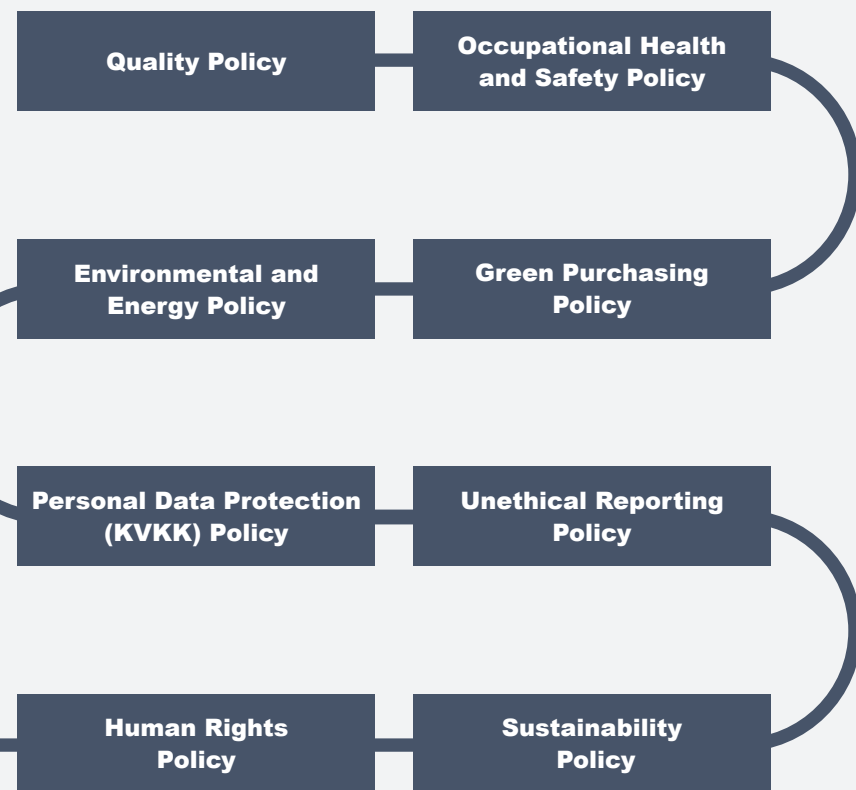 Quality Policy
Occupational Health
and Safety Policy
Environmental and
Energy Policy
Green Purchasing
Policy
Personal Data Protection
(KVKK) Policy
Unethical Reporting
Policy
Human Rights
Policy
Sustainability
Policy